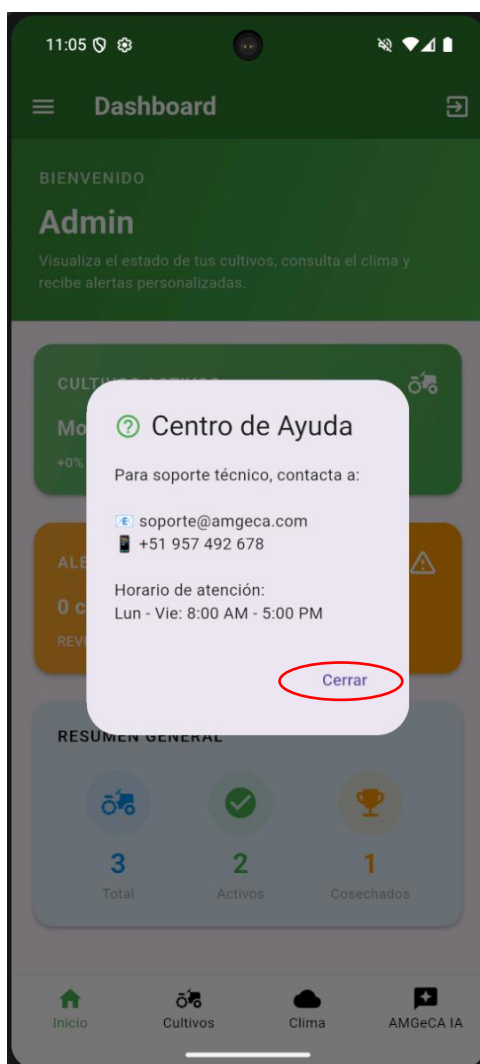 11:05
Dashboard
BIENVENIDO
Admin
Visualiza el estado de tus cultivos, consulta el clima y
recibe alertas personalizadas.
+0%
Centro de Ayuda
Para soporte técnico, contacta a:
soporte@amgeca.com
+51 957 492 678
Horario de atención:
Lun - Vie: 8:00 AM - 5:00 PM
Cerrar
0 c
RESUMEN GENERAL
3
2
1
Total
Activos
Cosechados
Inicio
Cultivos
Clima
AMGeCA IA